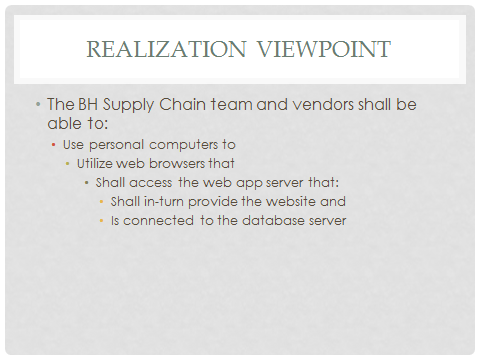 REALIZATION VIEWPOINT
• The BH Supply Chain team and vendors shall be
able to:
• Use personal computers to
• Utilize web browsers that
• Shall access the web app server that:
• Shall in-turn provide the website and
• Is connected to the database server